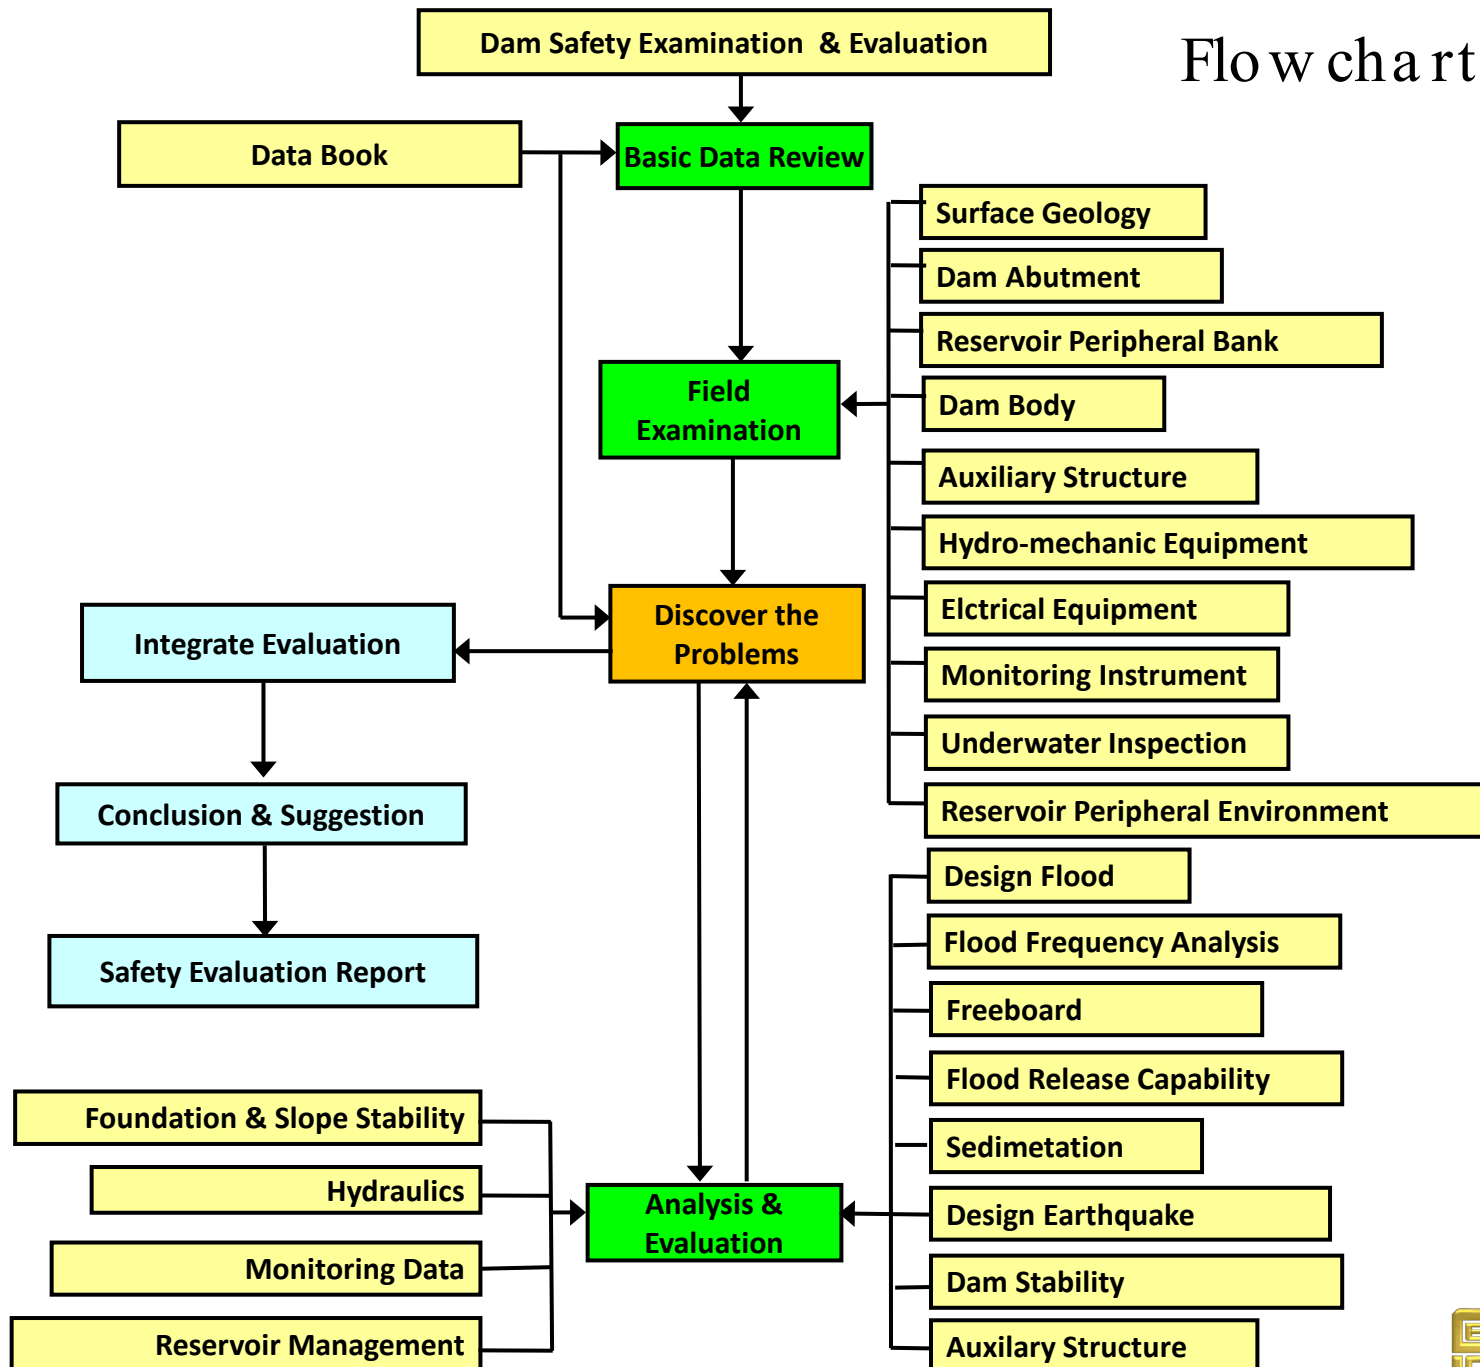 Dam Safety Examination & Evaluation
Flowchart
Data Book
Basic Data Review
Surface Geology
Dam Abutment
Reservoir Peripheral Bank
Field
Examination
Dam Body
Auxiliary Structure
Hydro-mechanic Equipment
Elctrical Equipment
Monitoring Instrument
Underwater Inspection
Reservoir Peripheral Environment
Discover the
Problems
Integrate Evaluation
Conclusion & Suggestion
Safety Evaluation Report
Design Flood
Flood Frequency Analysis
Freeboard
Flood Release Capability
Sedimetation
Design Earthquake
Dam Stability
Auxilary Structure
Foundation & Slope Stability
Hydraulics
Monitoring Data
Reservoir Management
Analysis &
Evaluation